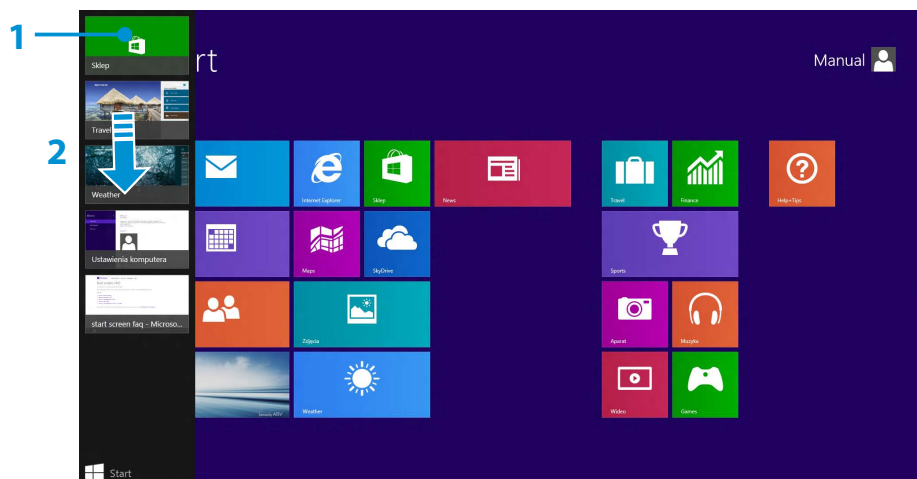 1
Sklep
rt
Manual
Travel
2
Weather
Internet Explorer
Sklep
News
Travel
Finance
Help+Tips
Ustawienia komputera
Maps
SkyDrive
Sports
start screen faq - Microso...
Zdjęcia
Aparat
Muzyka
Weather
Wideo
Games
Start